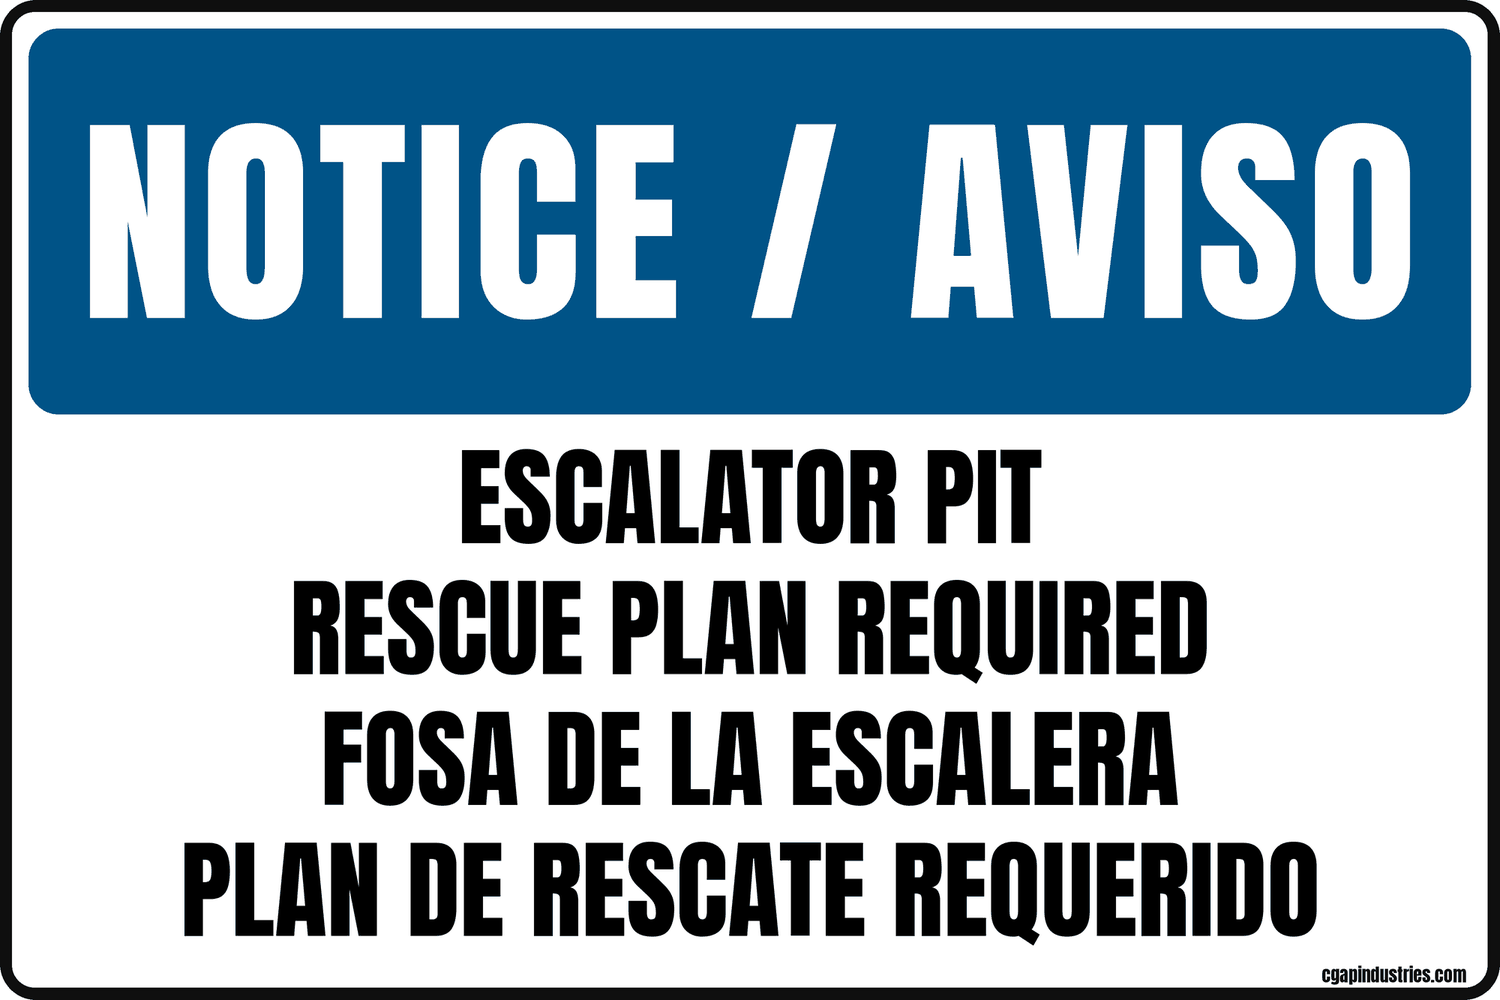 NOTICE / AVISO
ESCALATOR PIT
RESCUE PLAN REQUIRED
FOSA DE LA ESCALERA
PLAN DE RESCATE REQUERIDO
cgapindustries.com